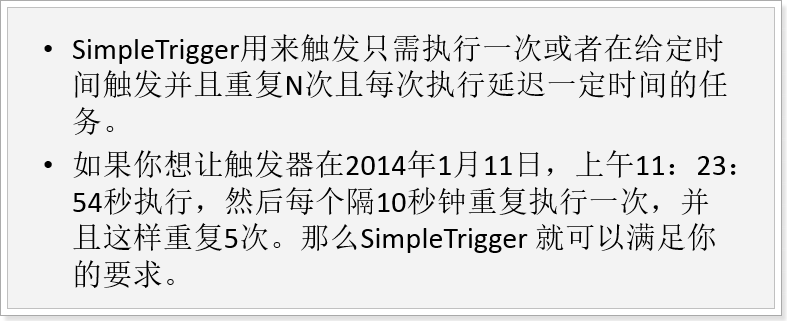 • SimpleTrigger用来触发只需执行一次或者在给定时
间触发并且重复N次且每次执行延迟一定时间的任
务。
• 如果你想让触发器在2014年1月11日，上午11：23：
54秒执行，然后每个隔10秒钟重复执行一次，并
且这样重复5次。那么SimpleTrigger 就可以满足你
的要求。